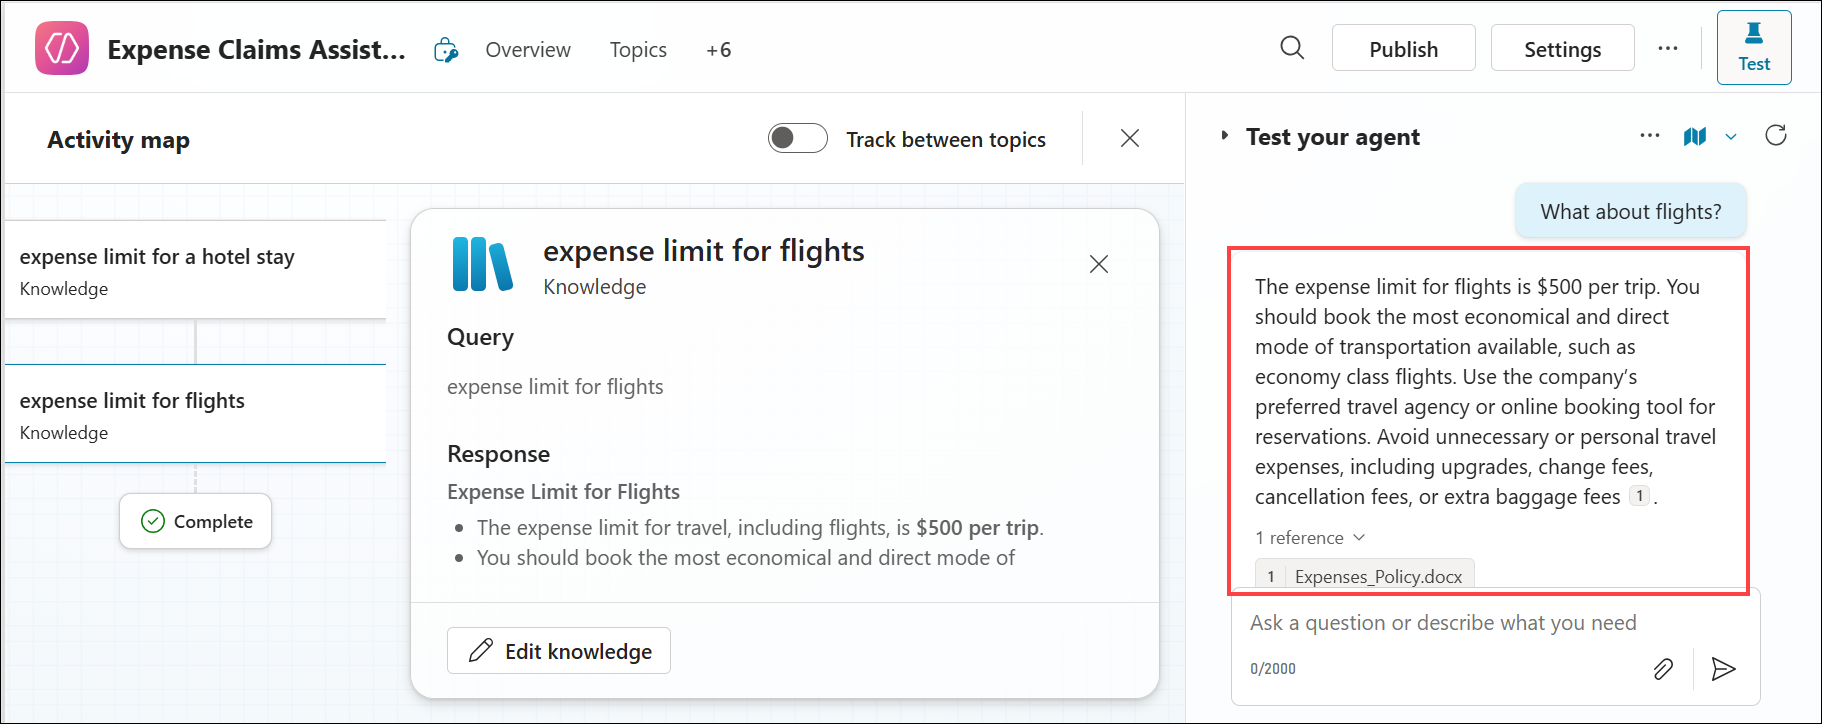 Expense Claims Assist...
Overview
Topics
+6
Publish
Settings
...
Test
Activity map
Track between topics
expense limit for a hotel stay
Knowledge
expense limit for flights
Knowledge
Complete
expense limit for flights
Knowledge
Query
expense limit for flights
Response
Expense Limit for Flights
• The expense limit for travel, including flights, is $500 per trip.
• You should book the most economical and direct mode of
Edit knowledge
Test your agent
...
What about flights?
The expense limit for flights is $500 per trip. You
should book the most economical and direct
mode of transportation available, such as
economy class flights. Use the company’s
preferred travel agency or online booking tool for
reservations. Avoid unnecessary or personal travel
expenses, including upgrades, change fees,
cancellation fees, or extra baggage fees 1.
1 reference
1 Expenses_Policy.docx
Ask a question or describe what you need
0/2000